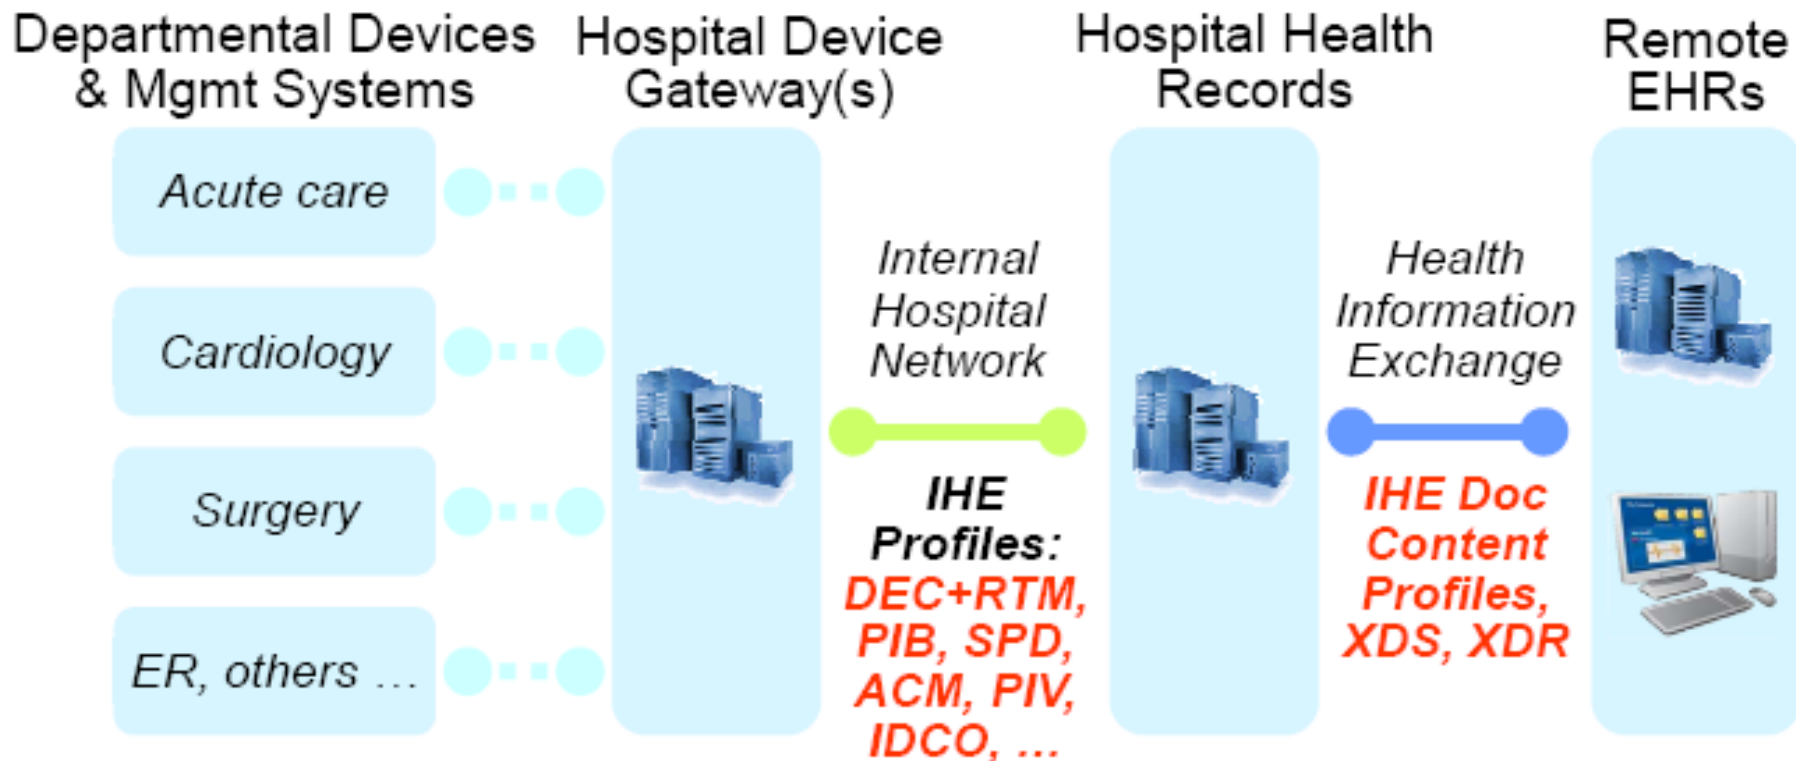 Departmental Devices
& Mgmt Systems
Hospital Device
Gateway(s)
Hospital Health
Records
Remote
EHRs
Acute care
Cardiology
Surgery
ER, others ...
Internal
Hospital
Network
IHE
Profiles:
DEC+RTM,
PIB, SPD,
ACM, PIV,
IDCO, ...
Health
Information
Exchange
IHE Doc
Content
Profiles,
XDS, XDR